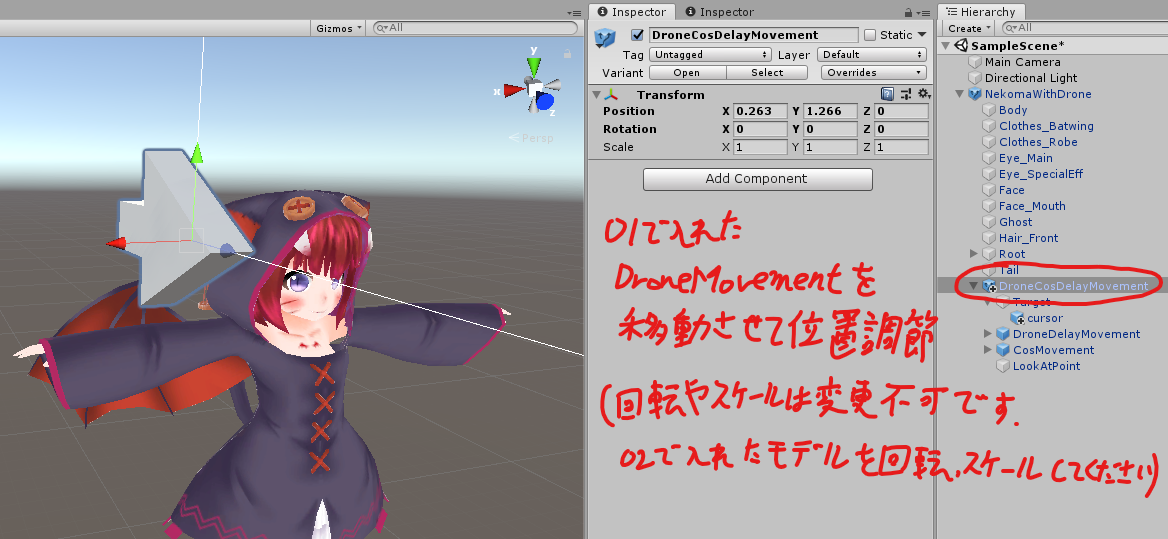 Gizmos
All
y
x
z
Persp
Inspector
Inspector
DroneCosDelayMovement
Static
Tag
Untagged
Layer
Default
Variant
Open
Select
Overrides
Transform
Position X 0.263 Y 1.266 Z 0
Rotation X 0 Y 0 Z 0
Scale X 1 Y 1 Z 1
Add Component
01で入れた
DroneMovementを
移動させて位置調節
(回転やスケールは変更不可です.
02で入れたモデルを回転、スケールしてください)
Hierarchy
Create
All
SampleScene*
Main Camera
Directional Light
NekomaWithDrone
Body
Clothes_Batwing
Clothes_Robe
Eye_Main
Eye_SpecialEff
Face
Face_Mouth
Ghost
Hair_Front
Root
Tail
DroneCosDelayMovement
Target
cursor
DroneDelayMovement
CosMovement
LookAtPoint